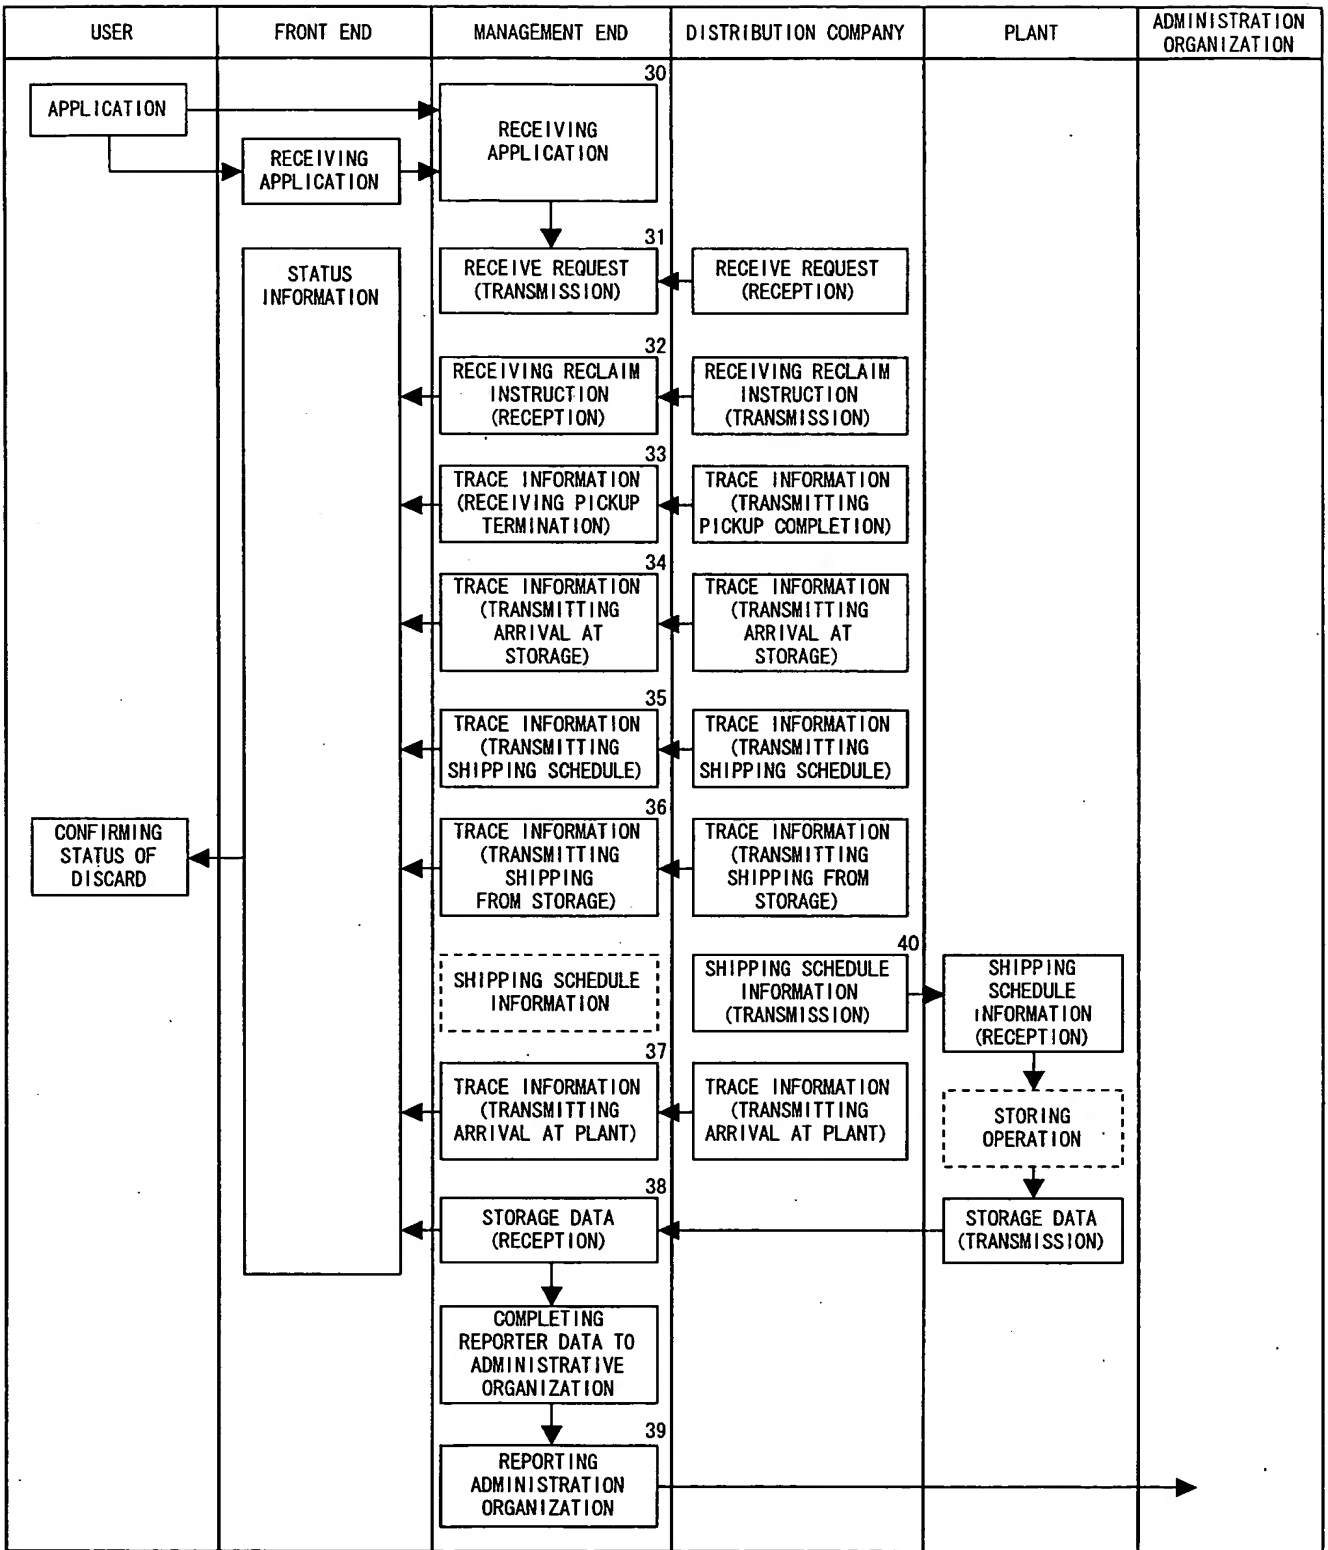 USER
FRONT END
MANAGEMENT END
DISTRIBUTION COMPANY
PLANT
ADMINISTRATION
ORGANIZATION
30
APPLICATION
RECEIVING
APPLICATION
RECEIVING
APPLICATION
31
STATUS
INFORMATION
RECEIVE REQUEST
(TRANSMISSION)
RECEIVE REQUEST
(RECEPTION)
32
RECEIVING RECLAIM
INSTRUCTION
(RECEPTION)
RECEIVING RECLAIM
INSTRUCTION
(TRANSMISSION)
33
TRACE INFORMATION
(RECEIVING PICKUP
TERMINATION)
TRACE INFORMATION
(TRANSMITTING
PICKUP COMPLETION)
34
TRACE INFORMATION
(TRANSMITTING
ARRIVAL AT
STORAGE)
TRACE INFORMATION
(TRANSMITTING
ARRIVAL AT
STORAGE)
35
TRACE INFORMATION
(TRANSMITTING
SHIPPING SCHEDULE)
TRACE INFORMATION
(TRANSMITTING
SHIPPING SCHEDULE)
36
CONFIRMING
STATUS OF
DISCARD
TRACE INFORMATION
(TRANSMITTING
SHIPPING
FROM STORAGE)
TRACE INFORMATION
(TRANSMITTING
SHIPPING FROM
STORAGE)
40
SHIPPING SCHEDULE
INFORMATION
SHIPPING SCHEDULE
INFORMATION
(TRANSMISSION)
SHIPPING
SCHEDULE
INFORMATION
(RECEPTION)
37
TRACE INFORMATION
(TRANSMITTING
ARRIVAL AT PLANT)
TRACE INFORMATION
(TRANSMITTING
ARRIVAL AT PLANT)
STORING
OPERATION
38
STORAGE DATA
(RECEPTION)
STORAGE DATA
(TRANSMISSION)
COMPLETING
REPORTER DATA TO
ADMINISTRATIVE
ORGANIZATION
39
REPORTING
ADMINISTRATION
ORGANIZATION